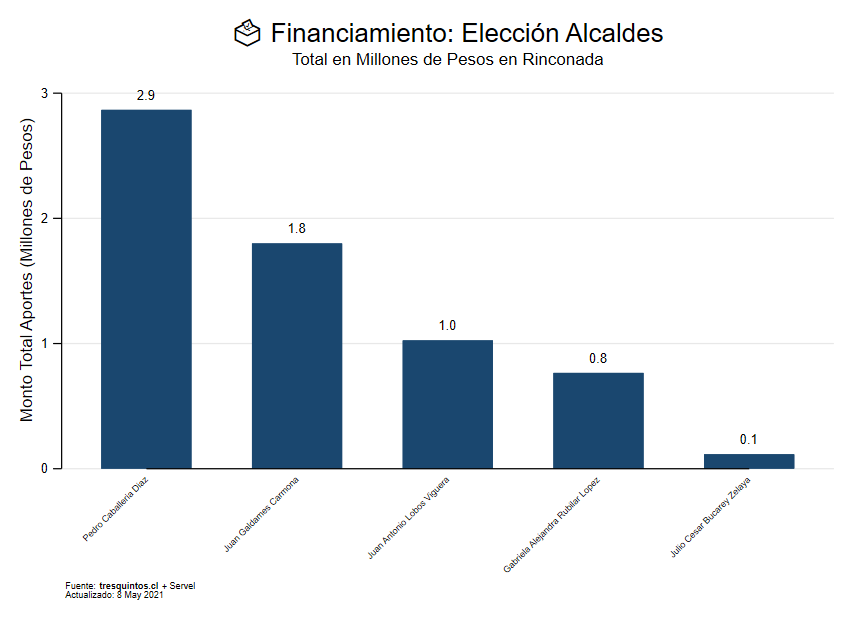 Financiamiento: Elección Alcaldes
Total en Millones de Pesos en Rinconada
Monto Total Aportes (Millones de Pesos)
3
2
1
0
2.9
1.8
1.0
0.8
0.1
Pedro Caballeria Diaz
Juan Galdames Carmona
Juan Antonio Lobos Viguera
Gabriela Alejandra Rubilar Lopez
Julio Cesar Bucarey Zelaya
Fuente: tresquintos.cl + Servel
Actualizado: 8 May 2021